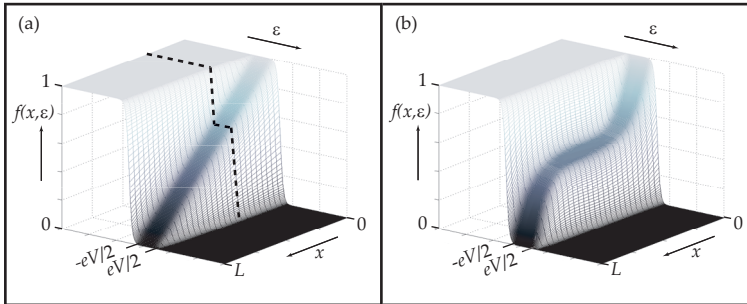 (a)
ε
1
f(x,ε)
0
-eV/2
eV/2
L
x
0
(b)
ε
1
f(x,ε)
0
-eV/2
eV/2
L
x
0